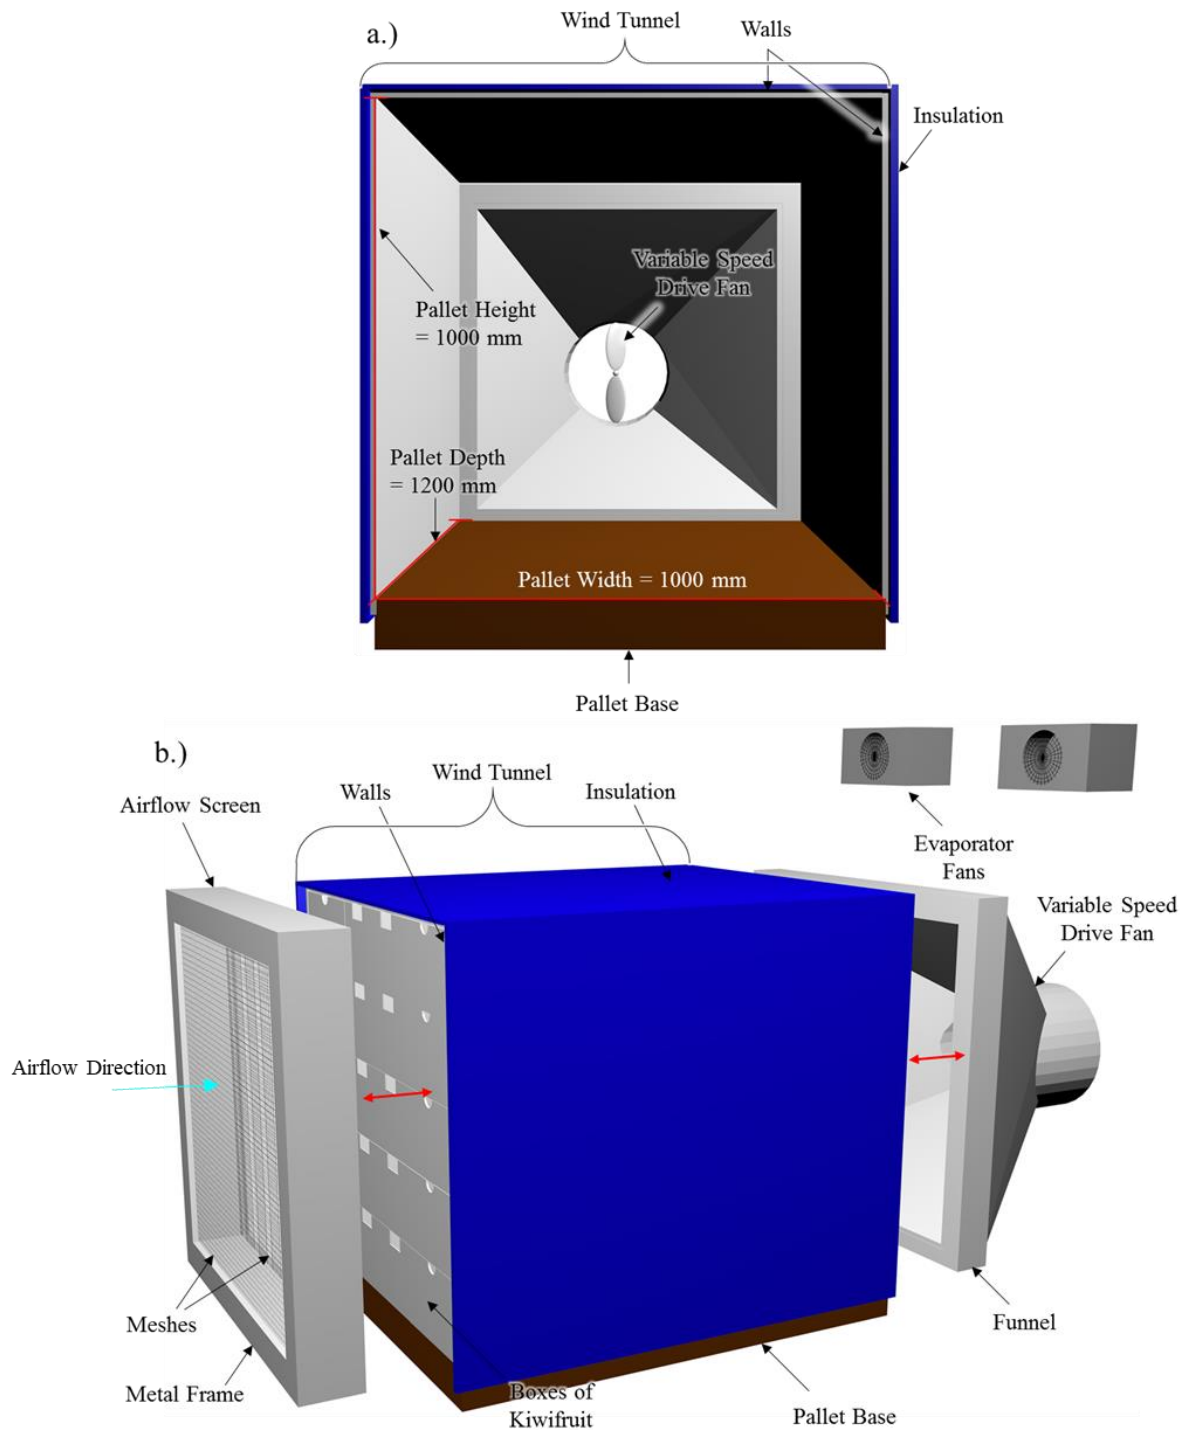 a.)
Wind Tunnel
Walls
Insulation
Variable Speed
Drive Fan
Pallet Height
= 1000 mm
Pallet Depth
= 1200 mm
Pallet Width = 1000 mm
Pallet Base
b.)
Wind Tunnel
Walls
Insulation
Airflow Screen
Evaporator
Fans
Variable Speed
Drive Fan
Airflow Direction
Meshes
Funnel
Metal Frame
Boxes of
Kiwifruit
Pallet Base